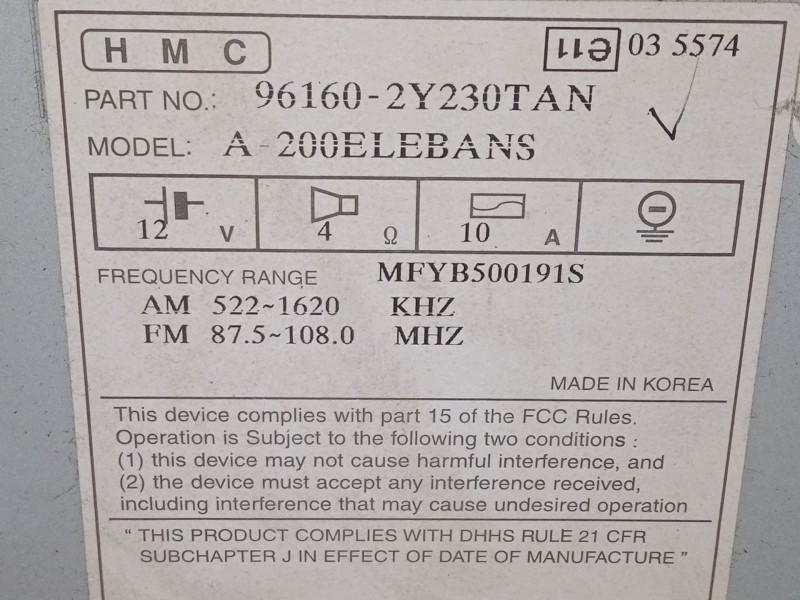 HMC
e11 03 5574
PART NO.: 96160-2Y230TAN
MODEL: A-200ELEBANS
12 V 4 Ω 10 A
FREQUENCY RANGE MFYB500191S
AM 522~1620 KHZ
FM 87.5~108.0 MHZ
MADE IN KOREA
This device complies with part 15 of the FCC Rules.
Operation is Subject to the following two conditions :
(1) this device may not cause harmful interference, and
(2) the device must accept any interference received,
including interference that may cause undesired operation
“ THIS PRODUCT COMPLIES WITH DHHS RULE 21 CFR
SUBCHAPTER J IN EFFECT OF DATE OF MANUFACTURE ”